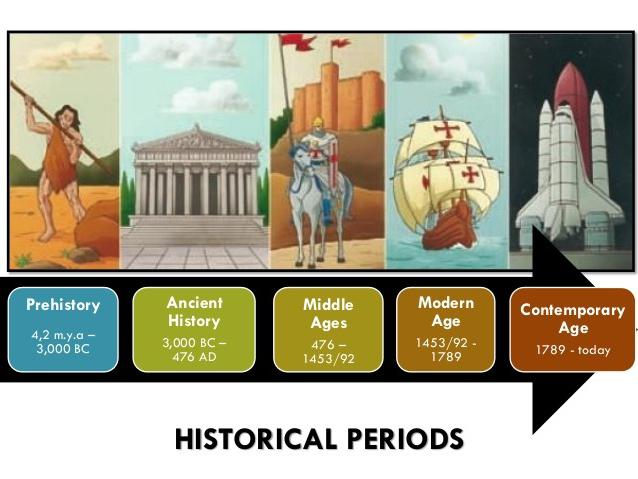 Prehistory
4,2 m.y.a –
3,000 BC
Ancient
History
3,000 BC –
476 AD
Middle
Ages
476 –
1453/92
Modern
Age
1453/92 -
1789
Contemporary
Age
1789 - today
HISTORICAL PERIODS